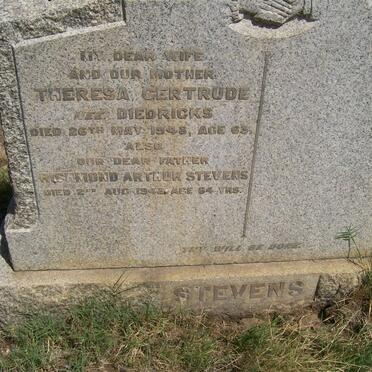 MY DEAR WIFE
AND OUR MOTHER
THERESA GERTRUDE
NEE DIEDRICKS
DIED 26TH MAY 1948, AGE 63.
ALSO
OUR DEAR FATHER
ARTHUR STEVENS
DIED 2ND AUG. AGE 64 YRS.
THY WILL BE DONE.
STEVENS